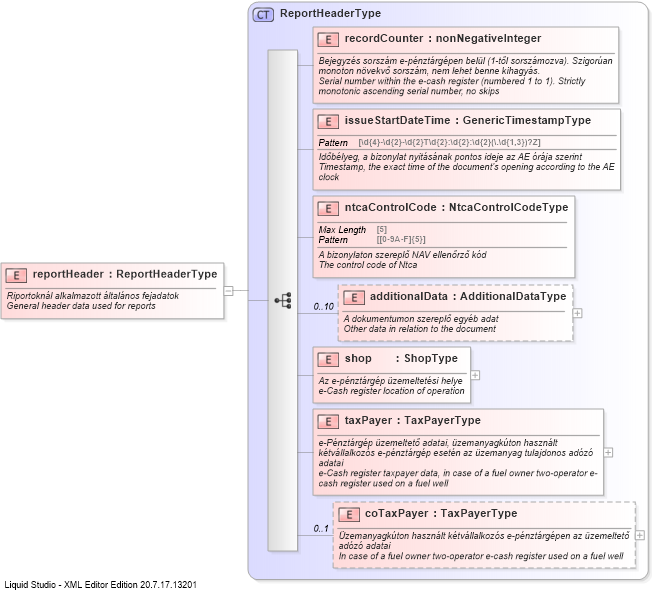 CT ReportHeaderType
E recordCounter : nonNegativeInteger
Bejegyzés sorszám e-pénztárgépen belül (1-től sorszámozva). Szigorúan
monoton növekvő sorszám, nem lehet benne kihagyás.
Serial number within the e-cash register (numbered 1 to 1). Strictly
monotonic ascending serial number, no skips
E issueStartDateTime : GenericTimestampType
Pattern [\d{4}-\d{2}-\d{2}T\d{2}:\d{2}:\d{2}(\.\d{1,3})?Z]
Időbélyeg, a bizonylat nyitásának pontos ideje az AE órája szerint
Timestamp, the exact time of the document's opening according to the AE
clock
E ntcaControlCode : NtcaControlCodeType
Max Length [5]
Pattern [[0-9A-F]{5}]
A bizonylaton szereplő NAV ellenőrző kód
The control code of Ntca
E reportHeader : ReportHeaderType
Riportoknál alkalmazott általános fejadatok
General header data used for reports
0..10 E additionalData : AdditionalDataType
A dokumentumon szereplő egyéb adat
Other data in relation to the document
E shop : ShopType
Az e-pénztárgép üzemeltetési helye
e-Cash register location of operation
E taxPayer : TaxPayerType
e-Pénztárgép üzemeltető adatai, üzemanyagkúton használt
kétvállalkozós e-pénztárgép esetén az üzemanyag tulajdonos adózó
adatai
e-Cash register taxpayer data, in case of a fuel owner two-operator e-
cash register used on a fuel well
0..1 E coTaxPayer : TaxPayerType
Üzemanyagkúton használt kétvállalkozós e-pénztárgépen az üzemeltető
adózó adatai
In case of a fuel owner two-operator e-cash register used on a fuel well
Liquid Studio - XML Editor Edition 20.7.17.13201